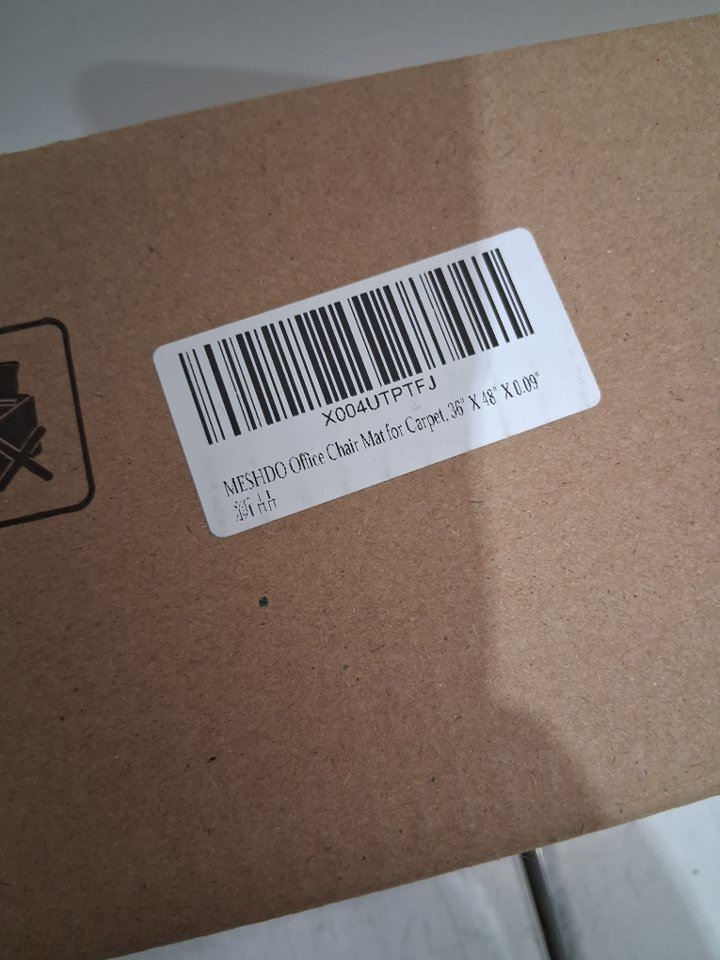 X004UTPTFJ
MESHDO Office Chair Mat for Carpet, 36" X 48" X 0.09"
新品